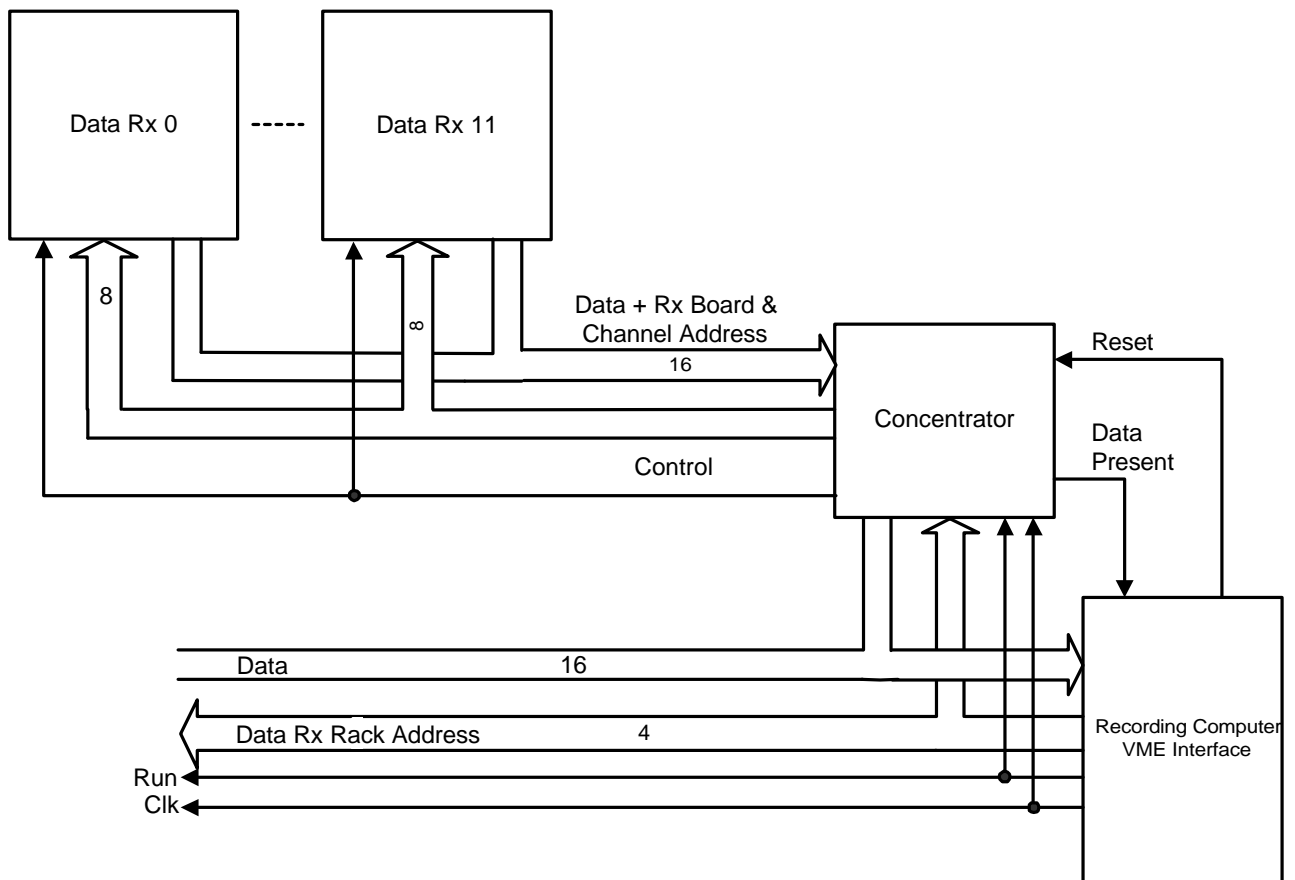 Data Rx 0
-----
Data Rx 11
8
8
Data + Rx Board &
Channel Address
16
Reset
Concentrator
Data
Present
Control
Data
16
Data Rx Rack Address
4
Recording Computer
VME Interface
Run
Clk